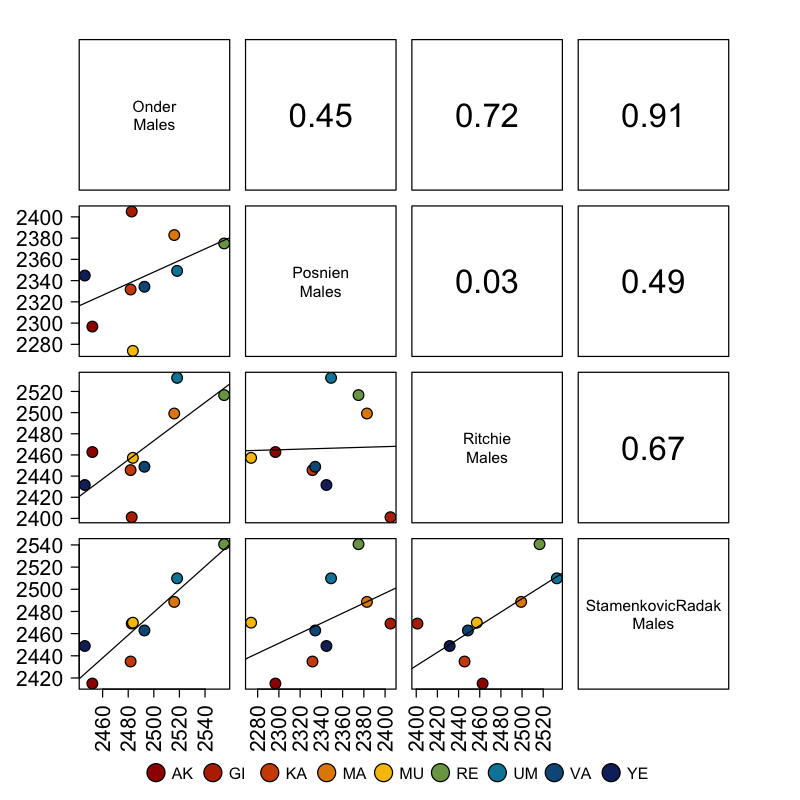 Onder
Males
0.45
0.72
0.91
2400
2380
2360
2340
2320
2300
2280
Posnien
Males
0.03
0.49
2520
2500
2480
2460
2440
2420
2400
Ritchie
Males
0.67
2540
2520
2500
2480
2460
2440
2420
StamenkovicRadak
Males
2460 2480 2500 2520 2540
2280 2300 2320 2340 2360 2380 2400
2400 2420 2440 2460 2480 2500 2520
AK GI KA MA MU RE UM VA YE